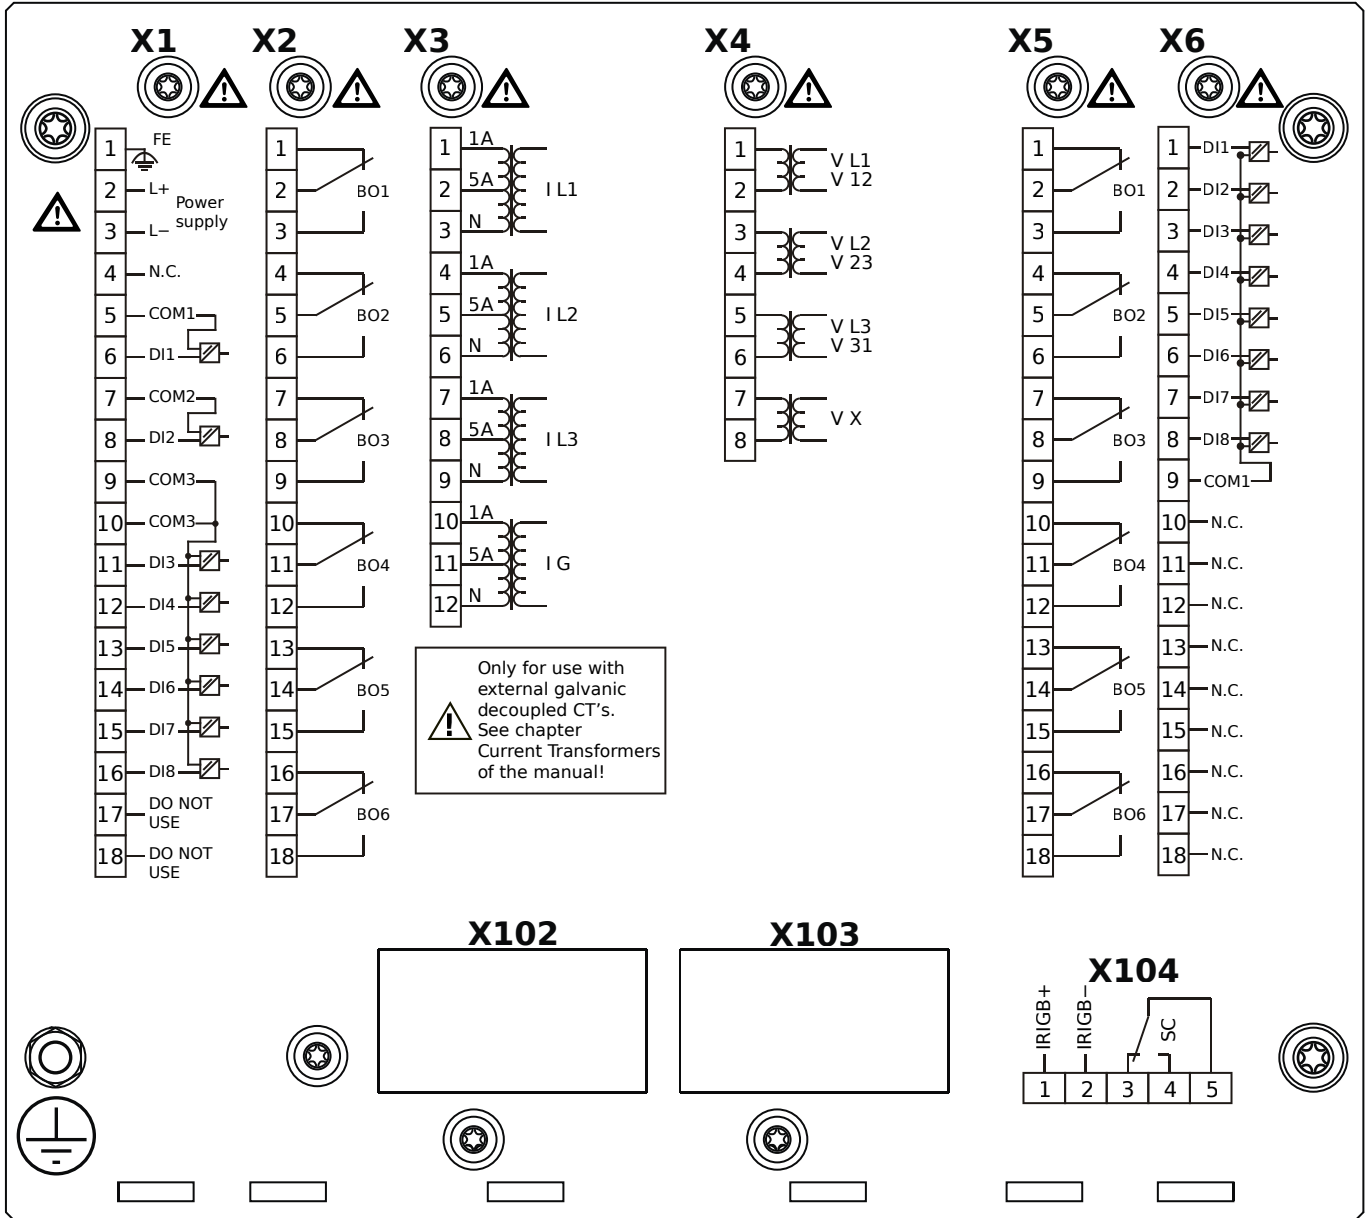 X1 X2 X3 X4 X5 X6
1 FE
2 L+ Power supply
3 L−
4 N.C.
5 COM1
6 DI1
7 COM2
8 DI2
9 COM3
10 COM3
11 DI3
12 DI4
13 DI5
14 DI6
15 DI7
16 DI8
17 DO NOT USE
18 DO NOT USE
1
2 BO1
3
4
5 BO2
6
7
8 BO3
9
10
11 BO4
12
13
14 BO5
15
16
17 BO6
18
1 1A
2 5A I L1
3 N
4 1A
5 5A I L2
6 N
7 1A
8 5A I L3
9 N
10 1A
11 5A I G
12 N
Only for use with
external galvanic
decoupled CT's.
See chapter
Current Transformers
of the manual!
1 V L1
2 V 12
3 V L2
4 V 23
5 V L3
6 V 31
7 V X
8
1
2 BO1
3
4
5 BO2
6
7
8 BO3
9
10
11 BO4
12
13
14 BO5
15
16
17 BO6
18
1 DI1
2 DI2
3 DI3
4 DI4
5 DI5
6 DI6
7 DI7
8 DI8
9 COM1
10 N.C.
11 N.C.
12 N.C.
13 N.C.
14 N.C.
15 N.C.
16 N.C.
17 N.C.
18 N.C.
X102
X103
X104
IRIGB+ IRIGB− SC
1 2 3 4 5